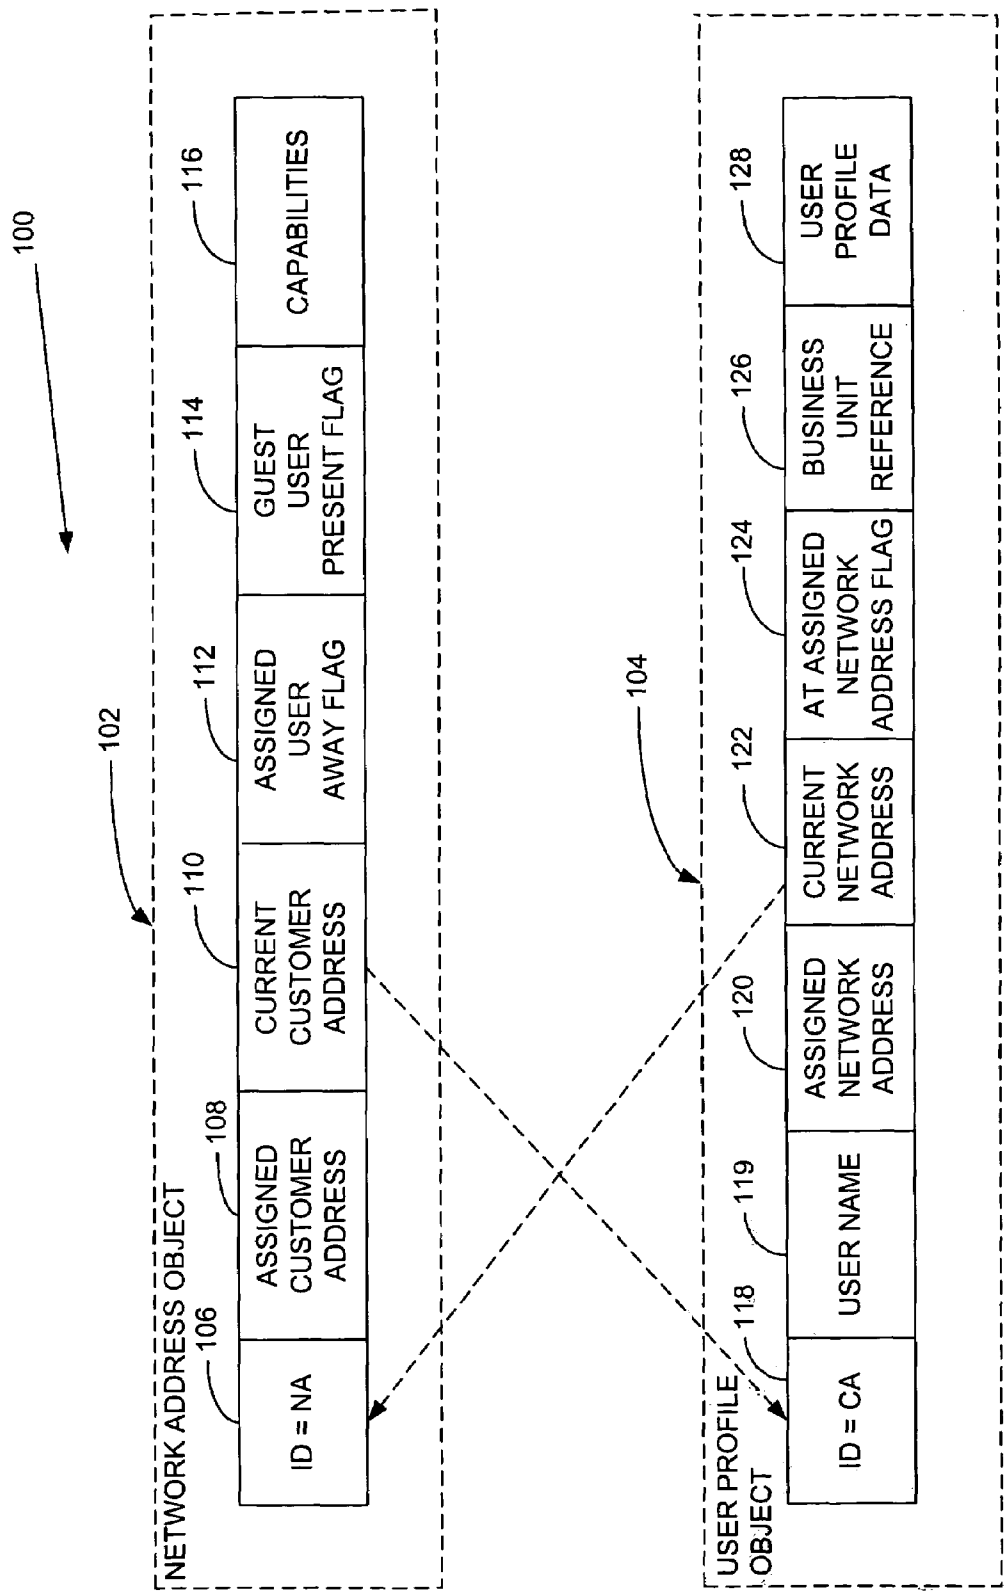 100
102
NETWORK ADDRESS OBJECT
106
108
110
112
114
116
ID = NA
ASSIGNED
CUSTOMER
ADDRESS
CURRENT
CUSTOMER
ADDRESS
ASSIGNED
USER
AWAY FLAG
GUEST
USER
PRESENT FLAG
CAPABILITIES
104
USER PROFILE
OBJECT
118
119
120
122
124
126
128
ID = CA
USER NAME
ASSIGNED
NETWORK
ADDRESS
CURRENT
NETWORK
ADDRESS
AT ASSIGNED
NETWORK
ADDRESS FLAG
BUSINESS
UNIT
REFERENCE
USER
PROFILE
DATA